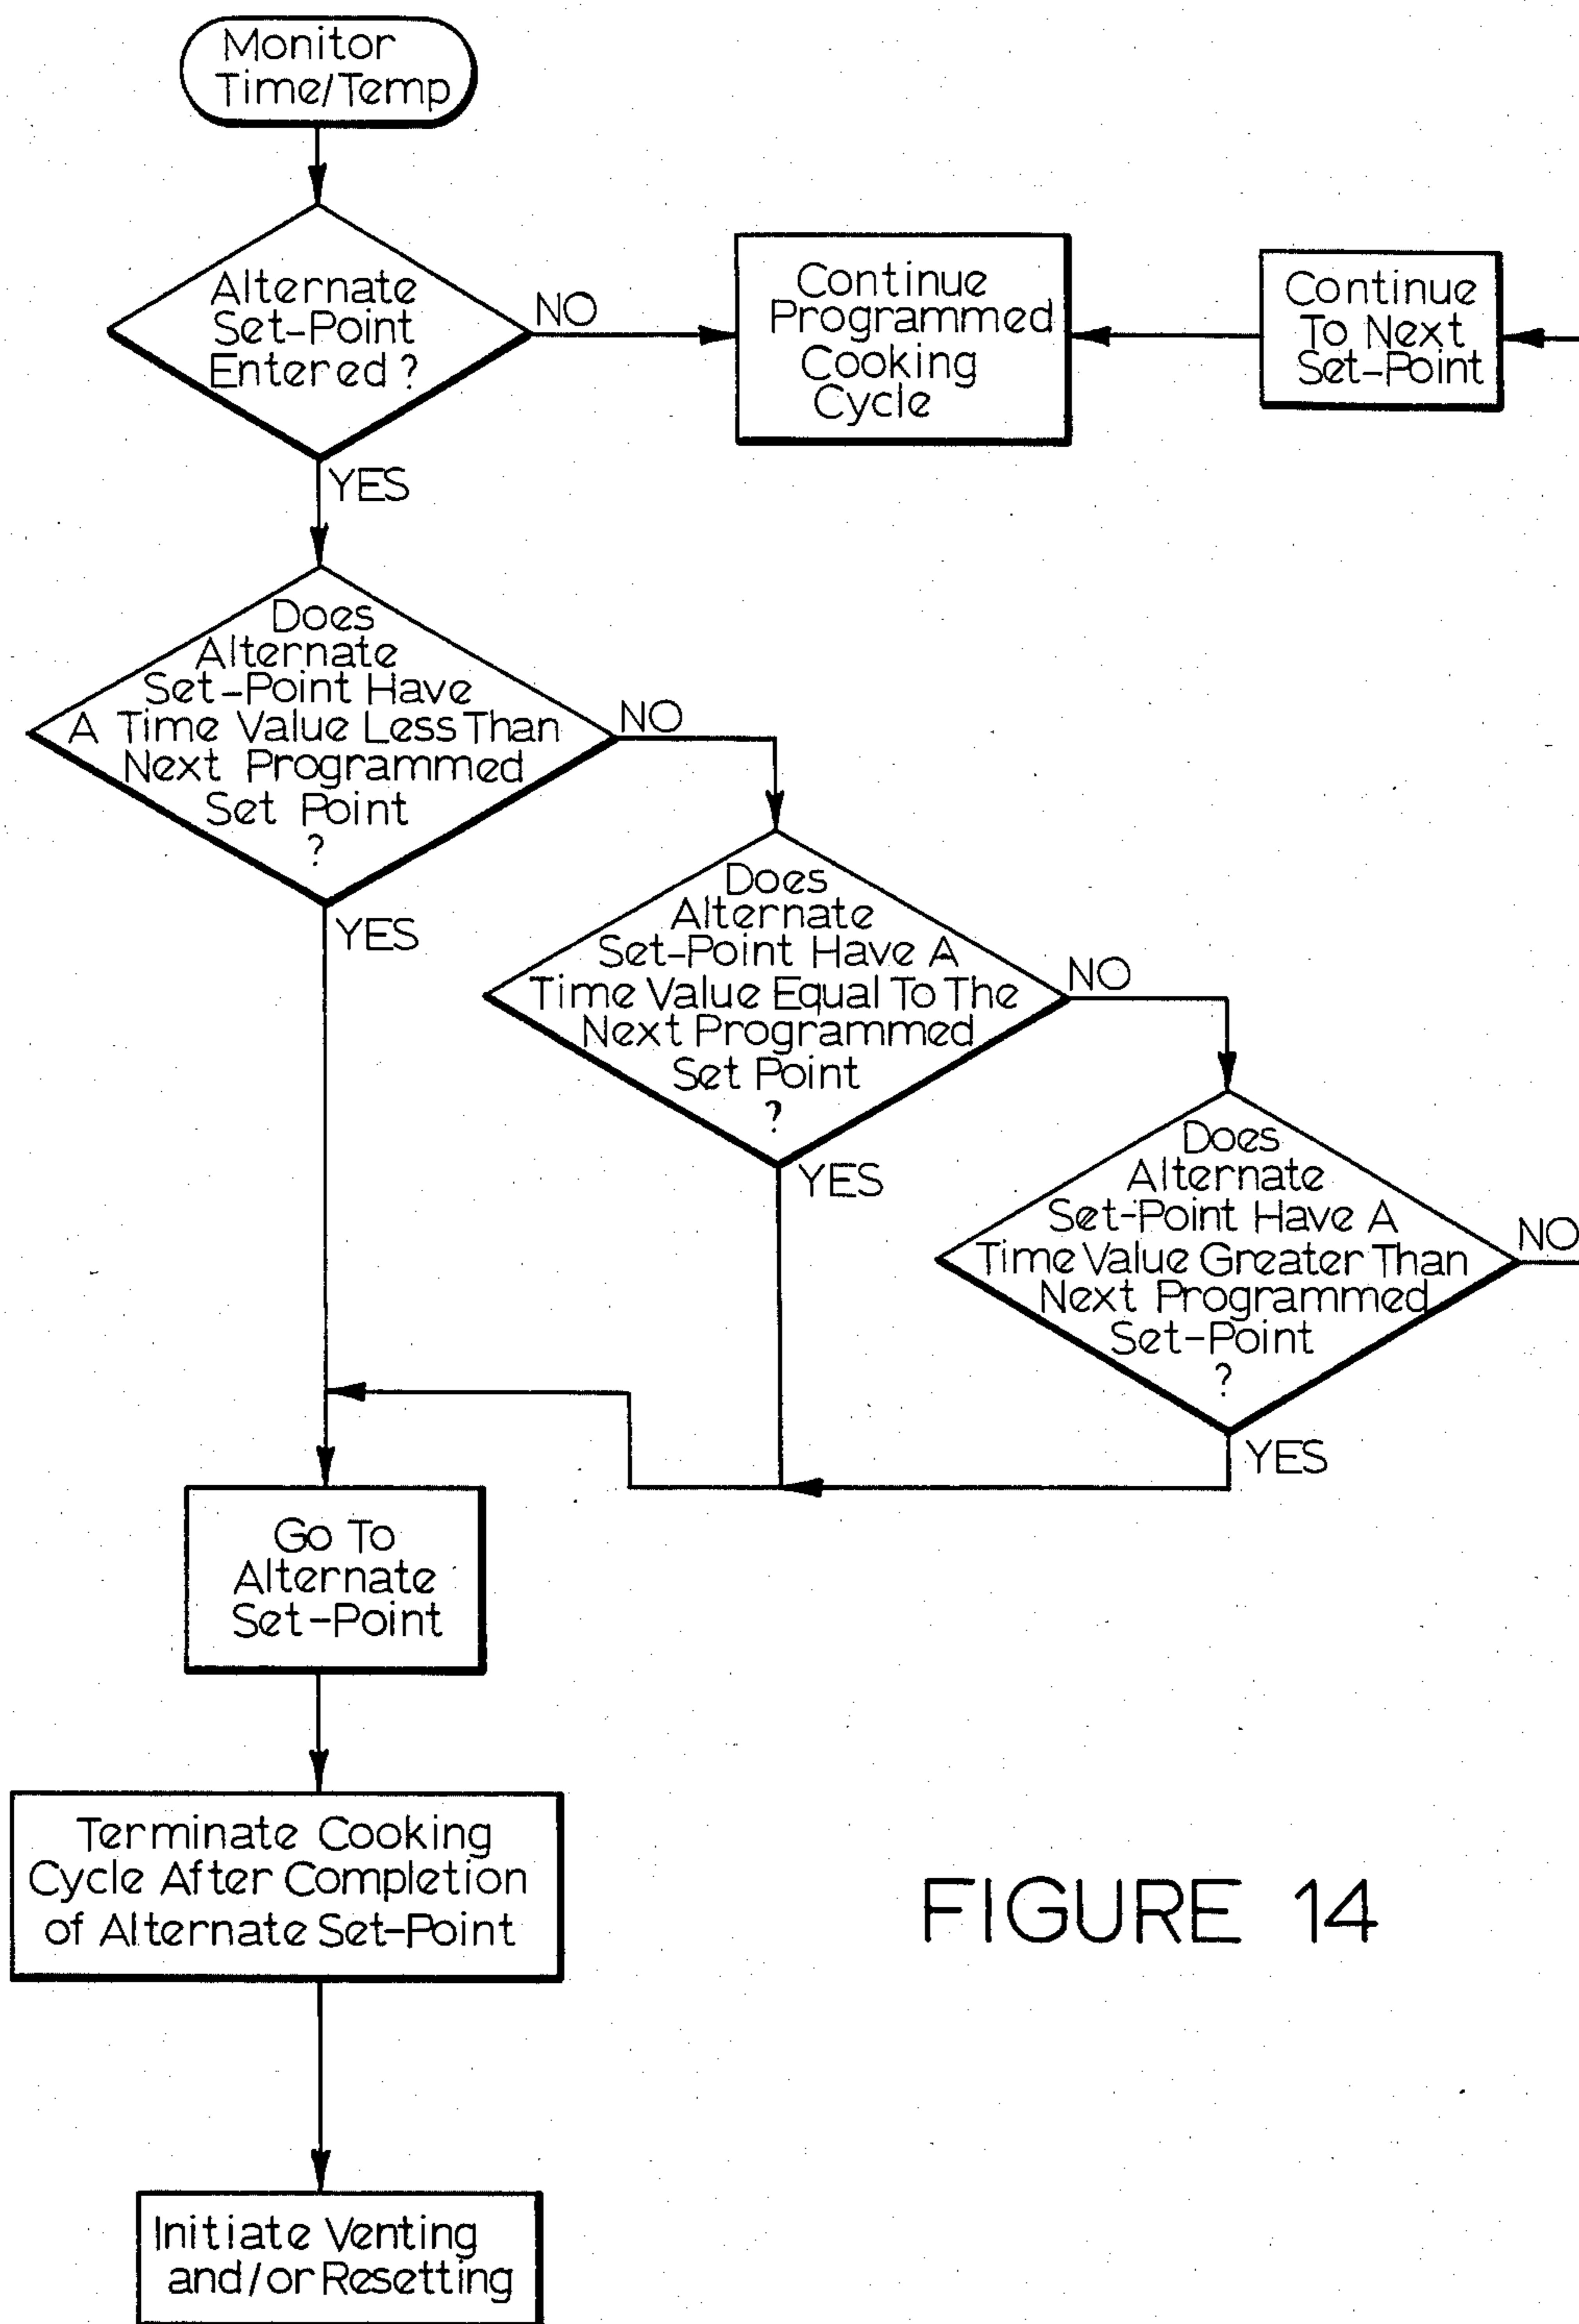 Monitor
Time/Temp
Alternate
Set-Point
Entered ?
NO
Continue
Programmed
Cooking
Cycle
Continue
To Next
Set-Point
YES
Does
Alternate
Set-Point Have
A Time Value Less Than
Next Programmed
Set Point
?
NO
YES
Does
Alternate
Set-Point Have A
Time Value Equal To The
Next Programmed
Set Point
?
NO
YES
Does
Alternate
Set-Point Have A
Time Value Greater Than
Next Programmed
Set-Point
?
NO
YES
Go To
Alternate
Set-Point
Terminate Cooking
Cycle After Completion
of Alternate Set-Point
FIGURE 14
Initiate Venting
and/or Resetting